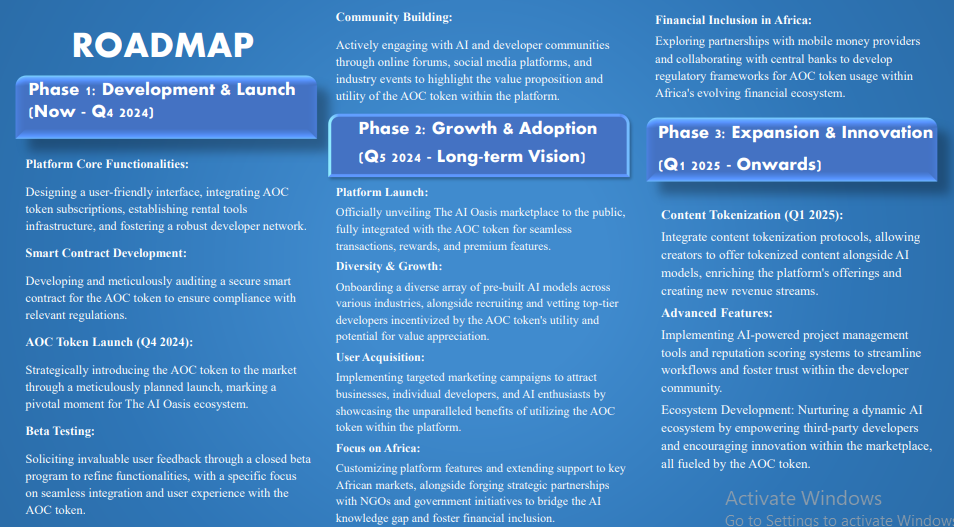 ROADMAP
Phase 1: Development & Launch
(Now - Q4 2024)
Platform Core Functionalities:
Designing a user-friendly interface, integrating AOC
token subscriptions, establishing rental tools
infrastructure, and fostering a robust developer network.
Smart Contract Development:
Developing and meticulously auditing a secure smart
contract for the AOC token to ensure compliance with
relevant regulations.
AOC Token Launch (Q4 2024):
Strategically introducing the AOC token to the market
through a meticulously planned launch, marking a
pivotal moment for The AI Oasis ecosystem.
Beta Testing:
Soliciting invaluable user feedback through a closed beta
program to refine functionalities, with a specific focus
on seamless integration and user experience with the
AOC token.
Community Building:
Actively engaging with AI and developer communities
through online forums, social media platforms, and
industry events to highlight the value proposition and
utility of the AOC token within the platform.
Phase 2: Growth & Adoption
(Q5 2024 - Long-term Vision)
Platform Launch:
Officially unveiling The AI Oasis marketplace to the public,
fully integrated with the AOC token for seamless
transactions, rewards, and premium features.
Diversity & Growth:
Onboarding a diverse array of pre-built AI models across
various industries, alongside recruiting and vetting top-tier
developers incentivized by the AOC token's utility and
potential for value appreciation.
User Acquisition:
Implementing targeted marketing campaigns to attract
businesses, individual developers, and AI enthusiasts by
showcasing the unparalleled benefits of utilizing the AOC
token within the platform.
Focus on Africa:
Customizing platform features and extending support to key
African markets, alongside forging strategic partnerships
with NGOs and government initiatives to bridge the AI
knowledge gap and foster financial inclusion.
Financial Inclusion in Africa:
Exploring partnerships with mobile money providers
and collaborating with central banks to develop
regulatory frameworks for AOC token usage within
Africa's evolving financial ecosystem.
Phase 3: Expansion & Innovation
(Q1 2025 - Onwards)
Content Tokenization (Q1 2025):
Integrate content tokenization protocols, allowing
creators to offer tokenized content alongside AI
models, enriching the platform's offerings and
creating new revenue streams.
Advanced Features:
Implementing AI-powered project management
tools and reputation scoring systems to streamline
workflows and foster trust within the developer
community.
Ecosystem Development: Nurturing a dynamic AI
ecosystem by empowering third-party developers
and encouraging innovation within the marketplace,
all fueled by the AOC token.
Activate Windows
Go to Settings to activate Windows